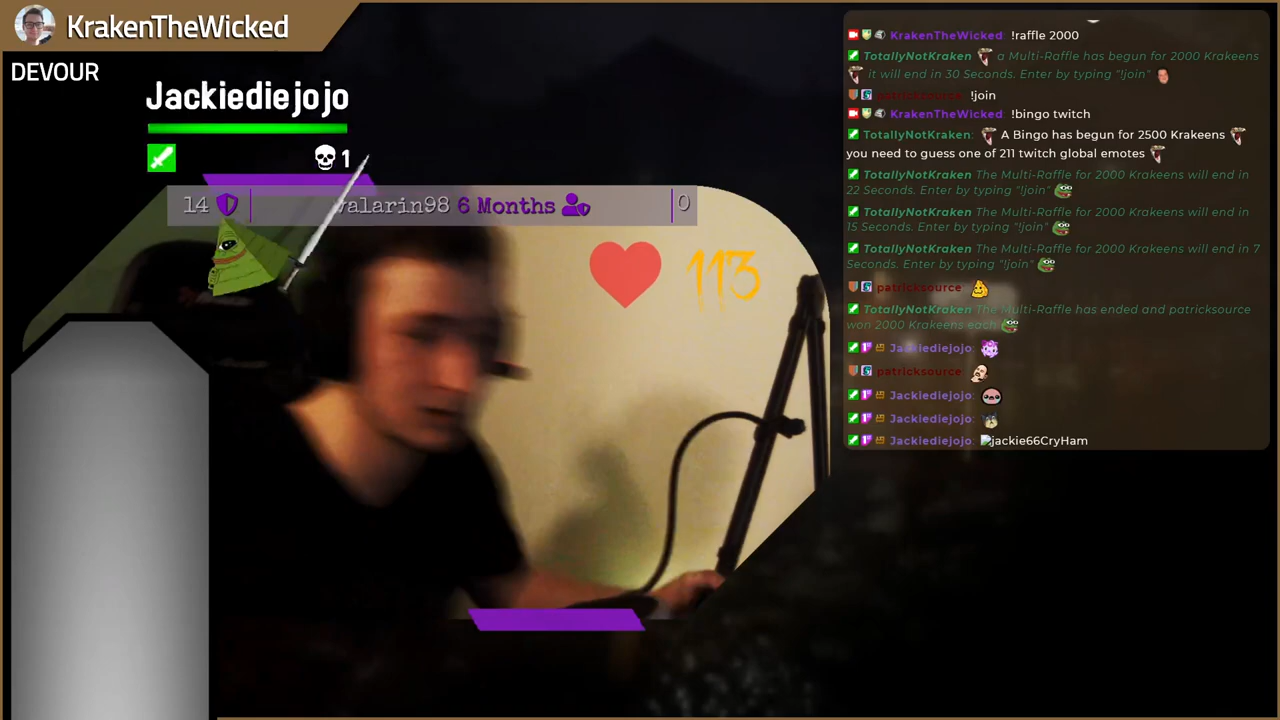 KrakenTheWicked
DEVOUR
Jackiediejojo
1
14
valarin98 6 Months
0
113
KrakenTheWicked: !raffle 2000
TotallyNotKraken a Multi-Raffle has begun for 2000 Krakeens
it will end in 30 Seconds. Enter by typing "!join"
patricksource: !join
KrakenTheWicked: !bingo twitch
TotallyNotKraken: A Bingo has begun for 2500 Krakeens
you need to guess one of 211 twitch global emotes
TotallyNotKraken The Multi-Raffle for 2000 Krakeens will end in
22 Seconds. Enter by typing "!join"
TotallyNotKraken The Multi-Raffle for 2000 Krakeens will end in
15 Seconds. Enter by typing "!join"
TotallyNotKraken The Multi-Raffle for 2000 Krakeens will end in 7
Seconds. Enter by typing "!join"
patricksource:
TotallyNotKraken The Multi-Raffle has ended and patricksource
won 2000 Krakeens each
Jackiediejojo:
patricksource:
Jackiediejojo:
Jackiediejojo:
Jackiediejojo: jackie66CryHam